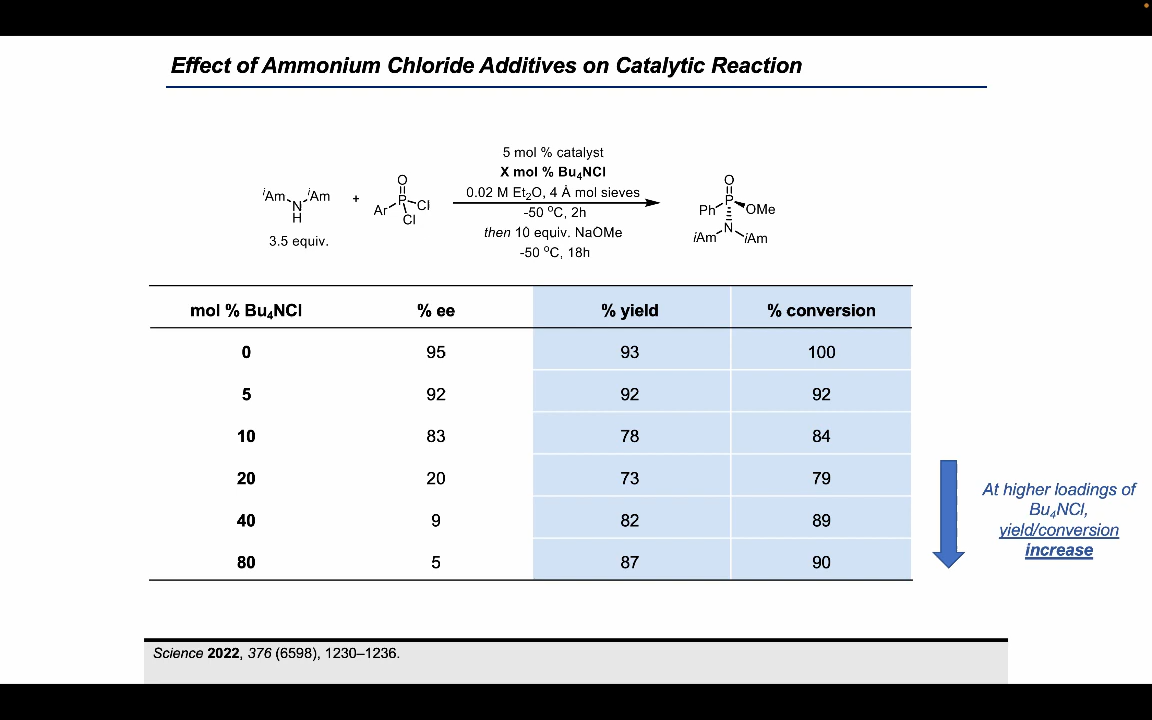 Effect of Ammonium Chloride Additives on Catalytic Reaction
5 mol % catalyst
X mol % Bu₄NCl
0.02 M Et₂O, 4 Å mol sieves
-50 ⁰C, 2h
then 10 equiv. NaOMe
-50 ⁰C, 18h
ⁱAm N ⁱAm
H
3.5 equiv.
+
O
Ar P Cl
Cl
O
Ph P OMe
N
iAm iAm
mol % Bu₄NCl % ee % yield % conversion
0 95 93 100
5 92 92 92
10 83 78 84
20 20 73 79
40 9 82 89
80 5 87 90
At higher loadings of
Bu₄NCl,
yield/conversion
increase
Science 2022, 376 (6598), 1230–1236.